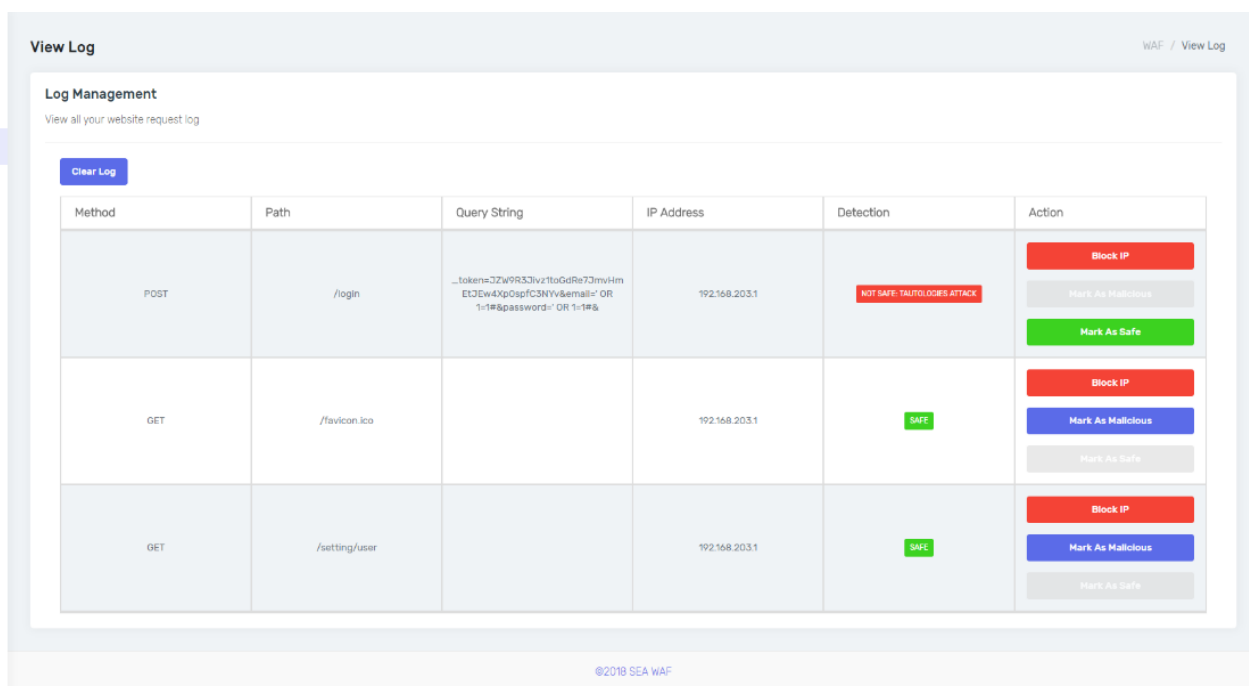 View Log
WAF / View Log
Log Management
View all your website request log
Clear Log
Method Path Query String IP Address Detection Action
Block IP
_token=JZW9R3Jivz1toGdRe7JmvHm
POST /login EtJEw4XpOspfC3NYv&email=' OR 192.168.203.1 NOT SAFE: TAUTOLOGIES ATTACK Mark As Malicious
1=1#&password=' OR 1=1#&
Mark As Safe
Block IP
GET /favicon.ico 192.168.203.1 SAFE Mark As Malicious
Mark As Safe
Block IP
GET /setting/user 192.168.203.1 SAFE Mark As Malicious
Mark As Safe
©2018 SEA WAF